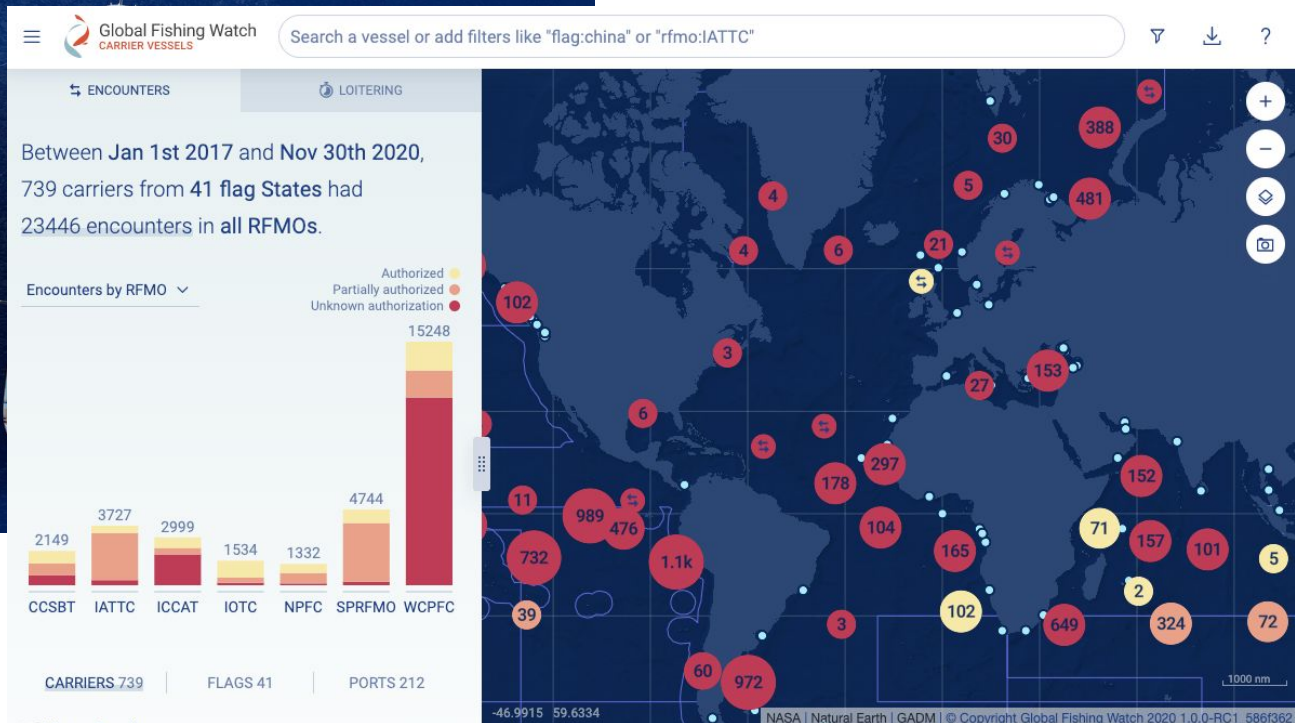 Global Fishing Watch
CARRIER VESSELS
Search a vessel or add filters like "flag:china" or "rfmo:IATTC"
?
ENCOUNTERS
LOITERING
Between Jan 1st 2017 and Nov 30th 2020,
739 carriers from 41 flag States had
23446 encounters in all RFMOs.
Encounters by RFMO
Authorized
Partially authorized
Unknown authorization
15248
4744
3727
2999
2149
1534
1332
CCSBT IATTC ICCAT IOTC NPFC SPRFMO WCPFC
CARRIERS 739
FLAGS 41
PORTS 212
388
30
5
481
4
4
6
21
102
3
153
27
6
297
178
152
11
989
476
104
71
732
1.1k
165
157
101
5
2
39
102
3
649
324
72
60
972
+
−
1000 nm
-46.9915 59.6334
NASA | Natural Earth | GADM | © Copyright Global Fishing Watch 2020 1.0.0-RC1_586f362